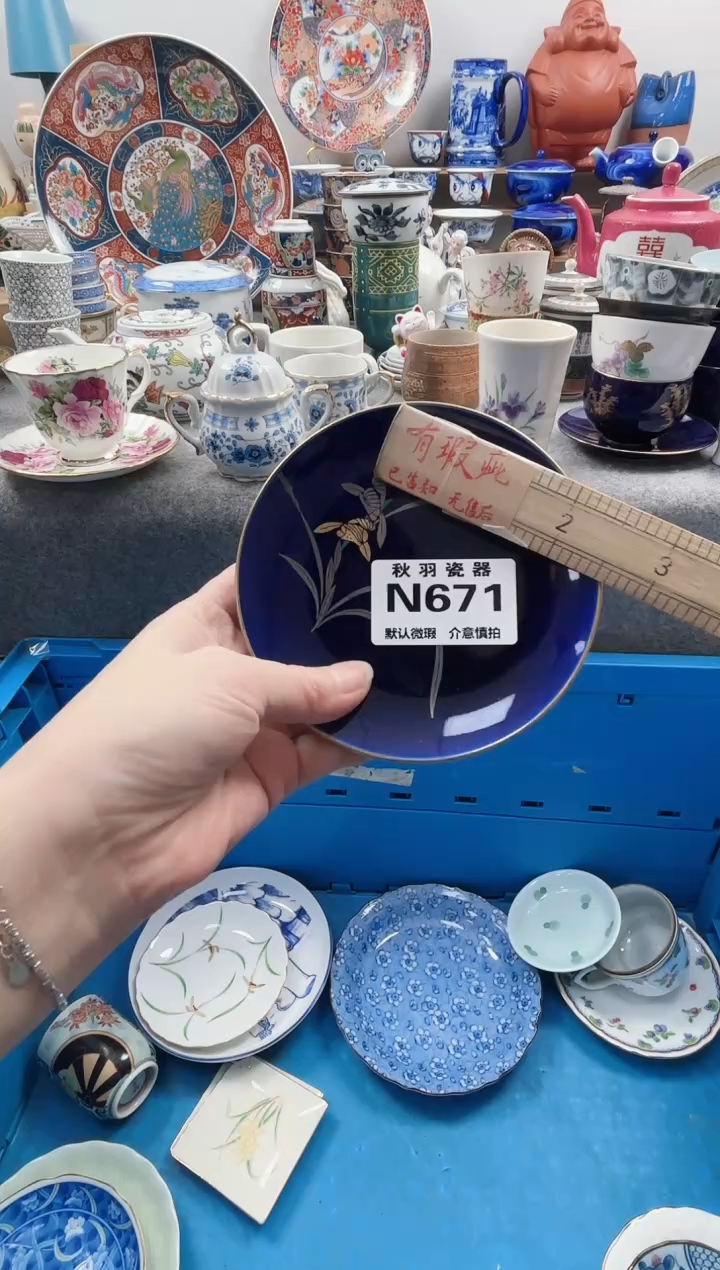 囍
有瑕疵
已告知 无售后
2
3
秋羽瓷器
N671
默认微瑕 介意慎拍